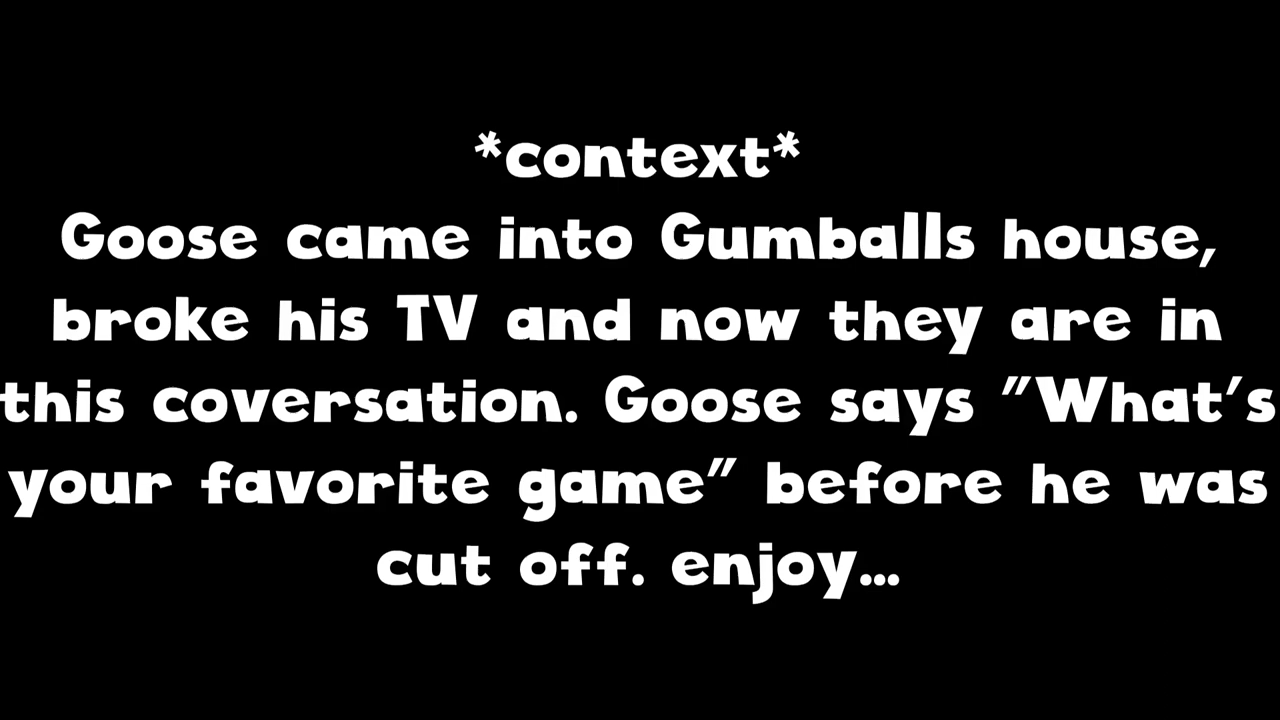 *context*
Goose came into Gumballs house,
broke his TV and now they are in
this coversation. Goose says "What's
your favorite game" before he was
cut off. enjoy...